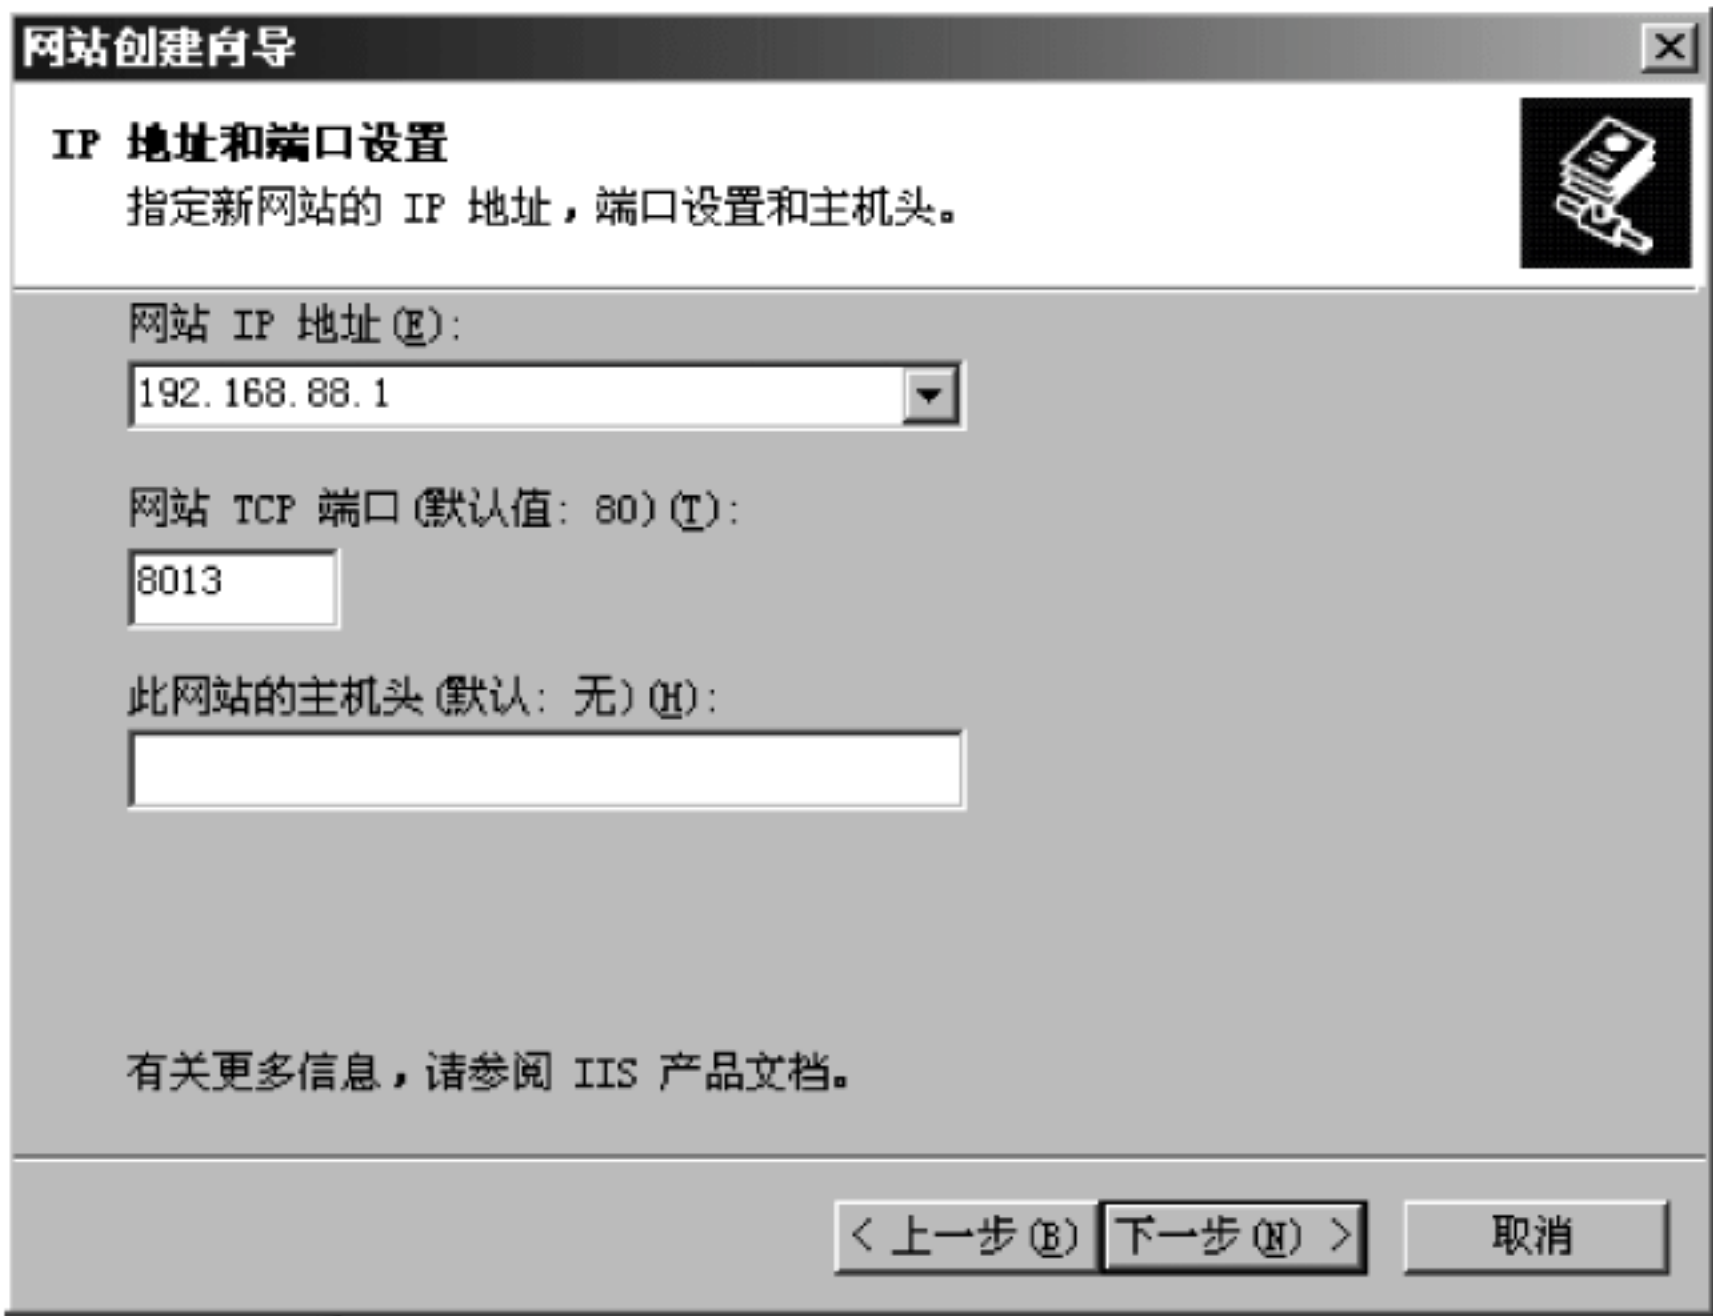 网站创建向导
IP 地址和端口设置
指定新网站的 IP 地址，端口设置和主机头。
网站 IP 地址(E):
192.168.88.1
网站 TCP 端口(默认值: 80)(T):
8013
此网站的主机头(默认: 无)(H):
有关更多信息，请参阅 IIS 产品文档。
< 上一步(B) 下一步(N) > 取消